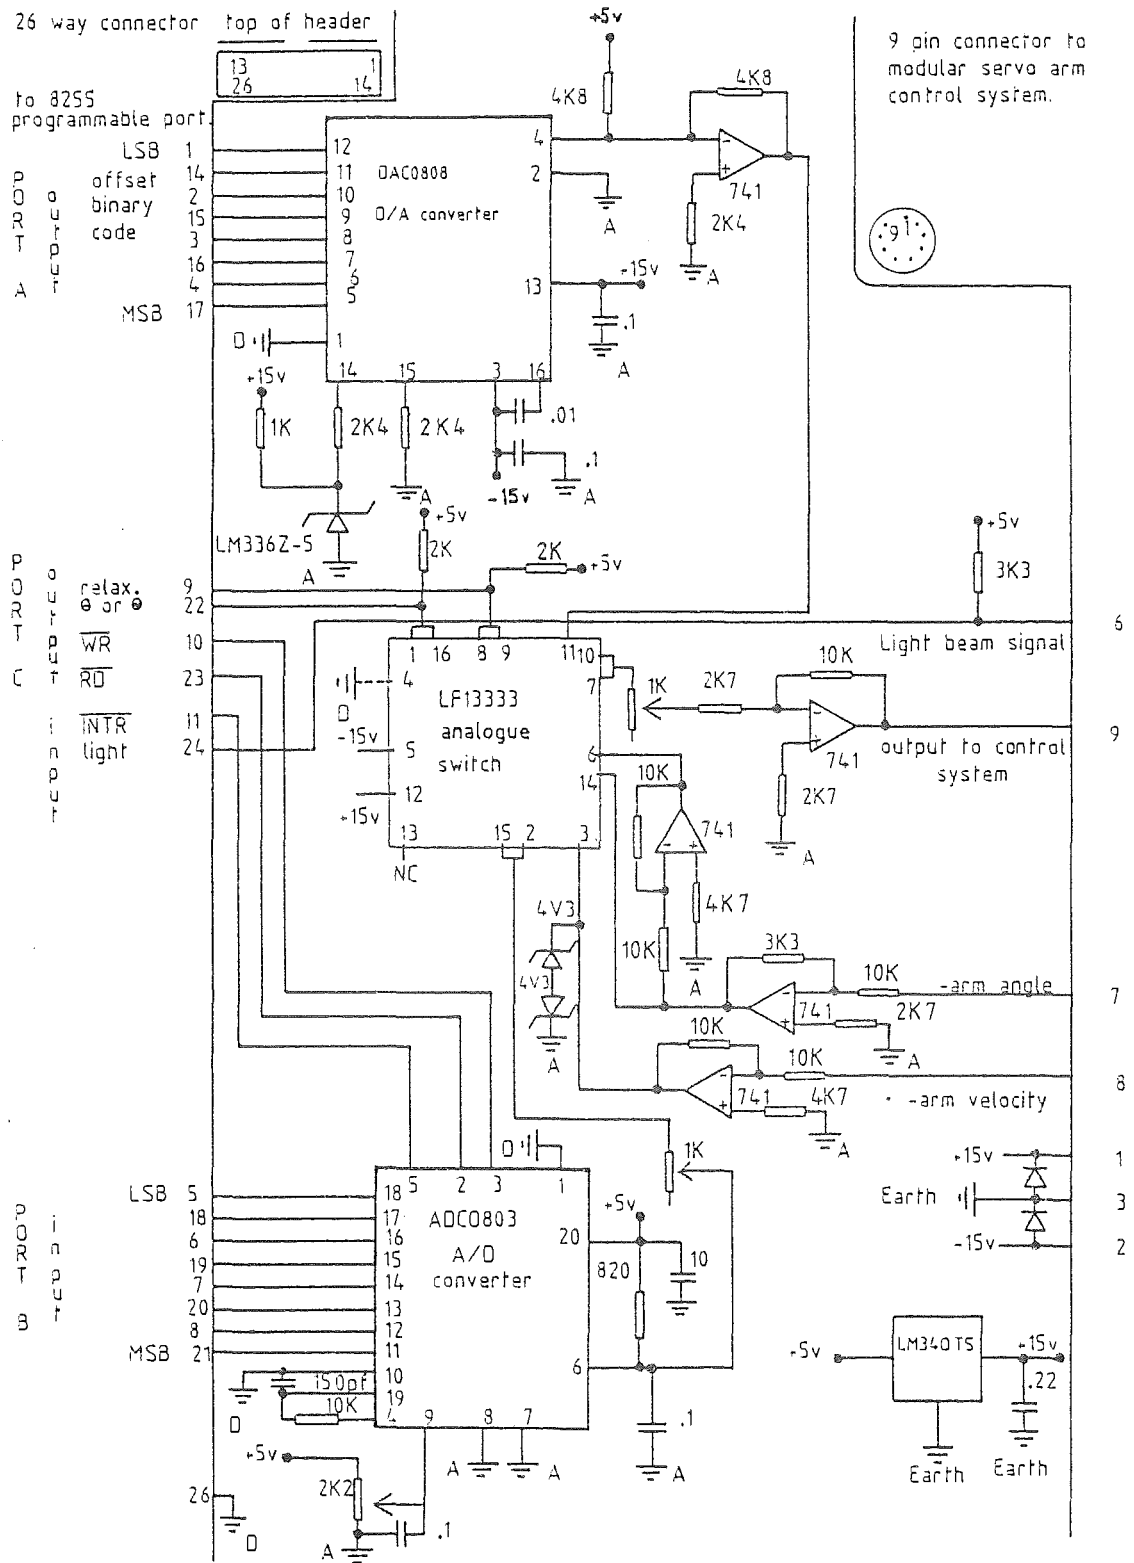 26 way connector top of header
13 1
26 14
to 8255
programmable port.
+5v
9 pin connector to
modular servo arm
control system.
9 1
PORT A
output
LSB 1
offset 14
binary 2
code 15
3
16
4
MSB 17
12
11
10
9
8
7
6
5
1
DAC0808
D/A converter
4
2
13
14 15 3 16
4K8
4K8
741
2K4
A
A
-15v
.1
A
D
+15v
1K
2K4
2K4
.01
.1
-15v
A
A
LM336Z-5
A
+5v
2K
2K
+5v
+5v
3K3
PORT C
output
input
relax. 9
θ or θ 22
WR 10
RD 23
INTR 11
light 24
1 16 8 9 11 10
4
7
LF13333
analogue
switch
D
-15v
5
6
14
12
+15v
13 15 2 3
NC
Light beam signal 6
1K
2K7
10K
741
2K7
A
output to control
system
9
10K
741
4K7
10K
A
4V3
4V3
A
3K3
10K
-arm angle 7
741
2K7
A
10K
10K
741
4K7
-arm velocity 8
A
D
1K
+15v 1
Earth 3
-15v 2
PORT B
input
LSB 5
18
6
19
7
20
8
MSB 21
5 2 3 1
18
17
16
15
14
13
12
11
10
19
4
ADC0803
A/D
converter
20
6
9 8 7
+5v
820
10
150pf
10K
D
A A
.1
A
+5v
2K2
.1
A
26
D
+5v
LM340T5
+15v
.22
Earth Earth